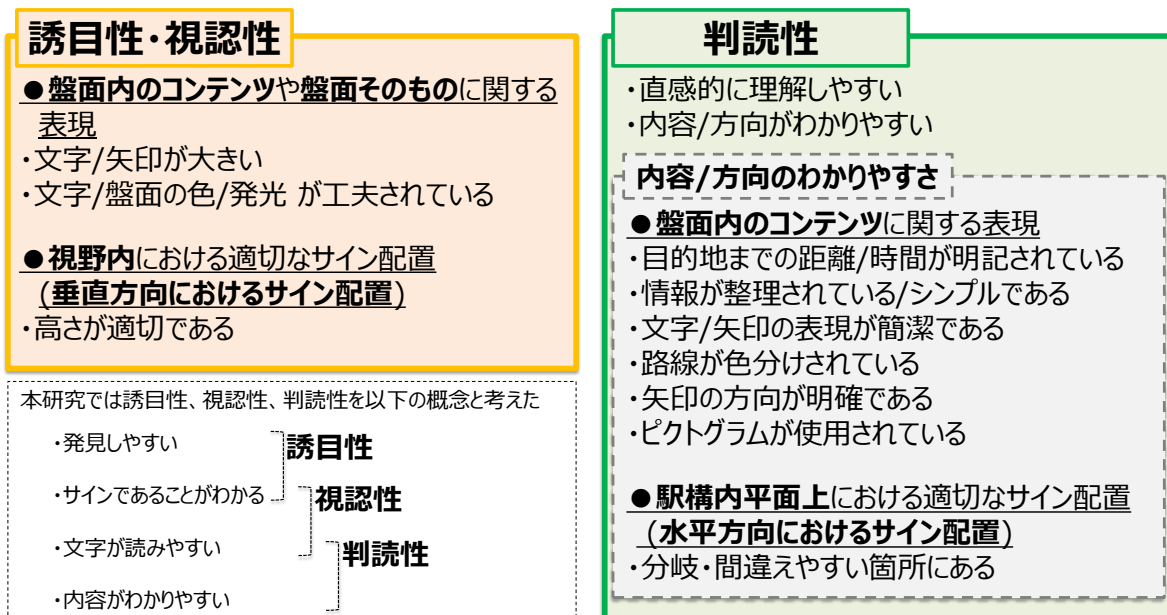 誘目性・視認性
●盤面内のコンテンツや盤面そのものに関する
表現
・文字/矢印が大きい
・文字/盤面の色/発光 が工夫されている
●視野内における適切なサイン配置
(垂直方向におけるサイン配置)
・高さが適切である
本研究では誘目性、視認性、判読性を以下の概念と考えた
・発見しやすい
誘目性
・サインであることがわかる
視認性
・文字が読みやすい
判読性
・内容がわかりやすい
判読性
・直感的に理解しやすい
・内容/方向がわかりやすい
内容/方向のわかりやすさ
●盤面内のコンテンツに関する表現
・目的地までの距離/時間が明記されている
・情報が整理されている/シンプルである
・文字/矢印の表現が簡潔である
・路線が色分けされている
・矢印の方向が明確である
・ピクトグラムが使用されている
●駅構内平面上における適切なサイン配置
(水平方向におけるサイン配置)
・分岐・間違えやすい箇所にある